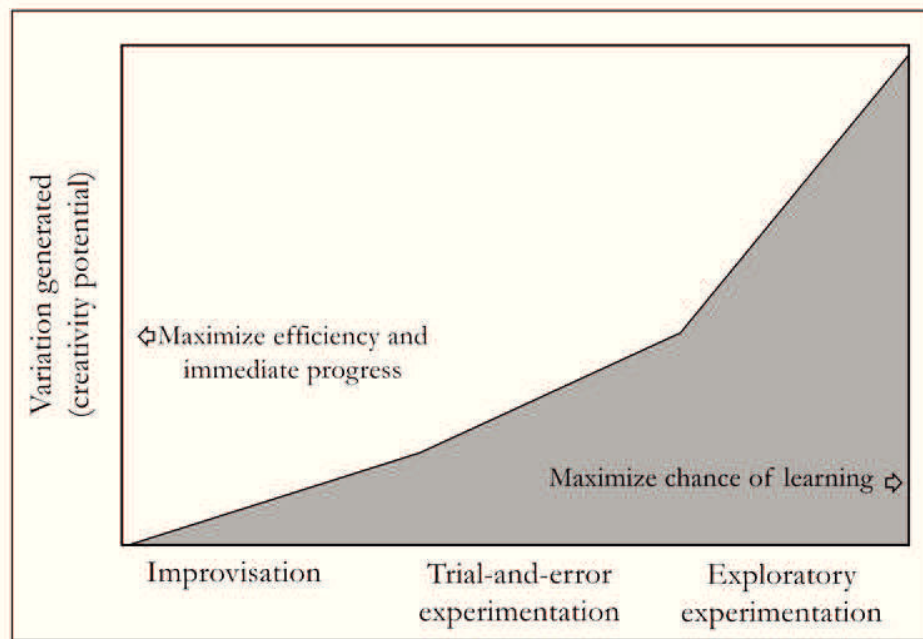 Variation generated
(creativity potential)
⇦Maximize efficiency and
immediate progress
Maximize chance of learning ⇨
Improvisation
Trial-and-error
experimentation
Exploratory
experimentation